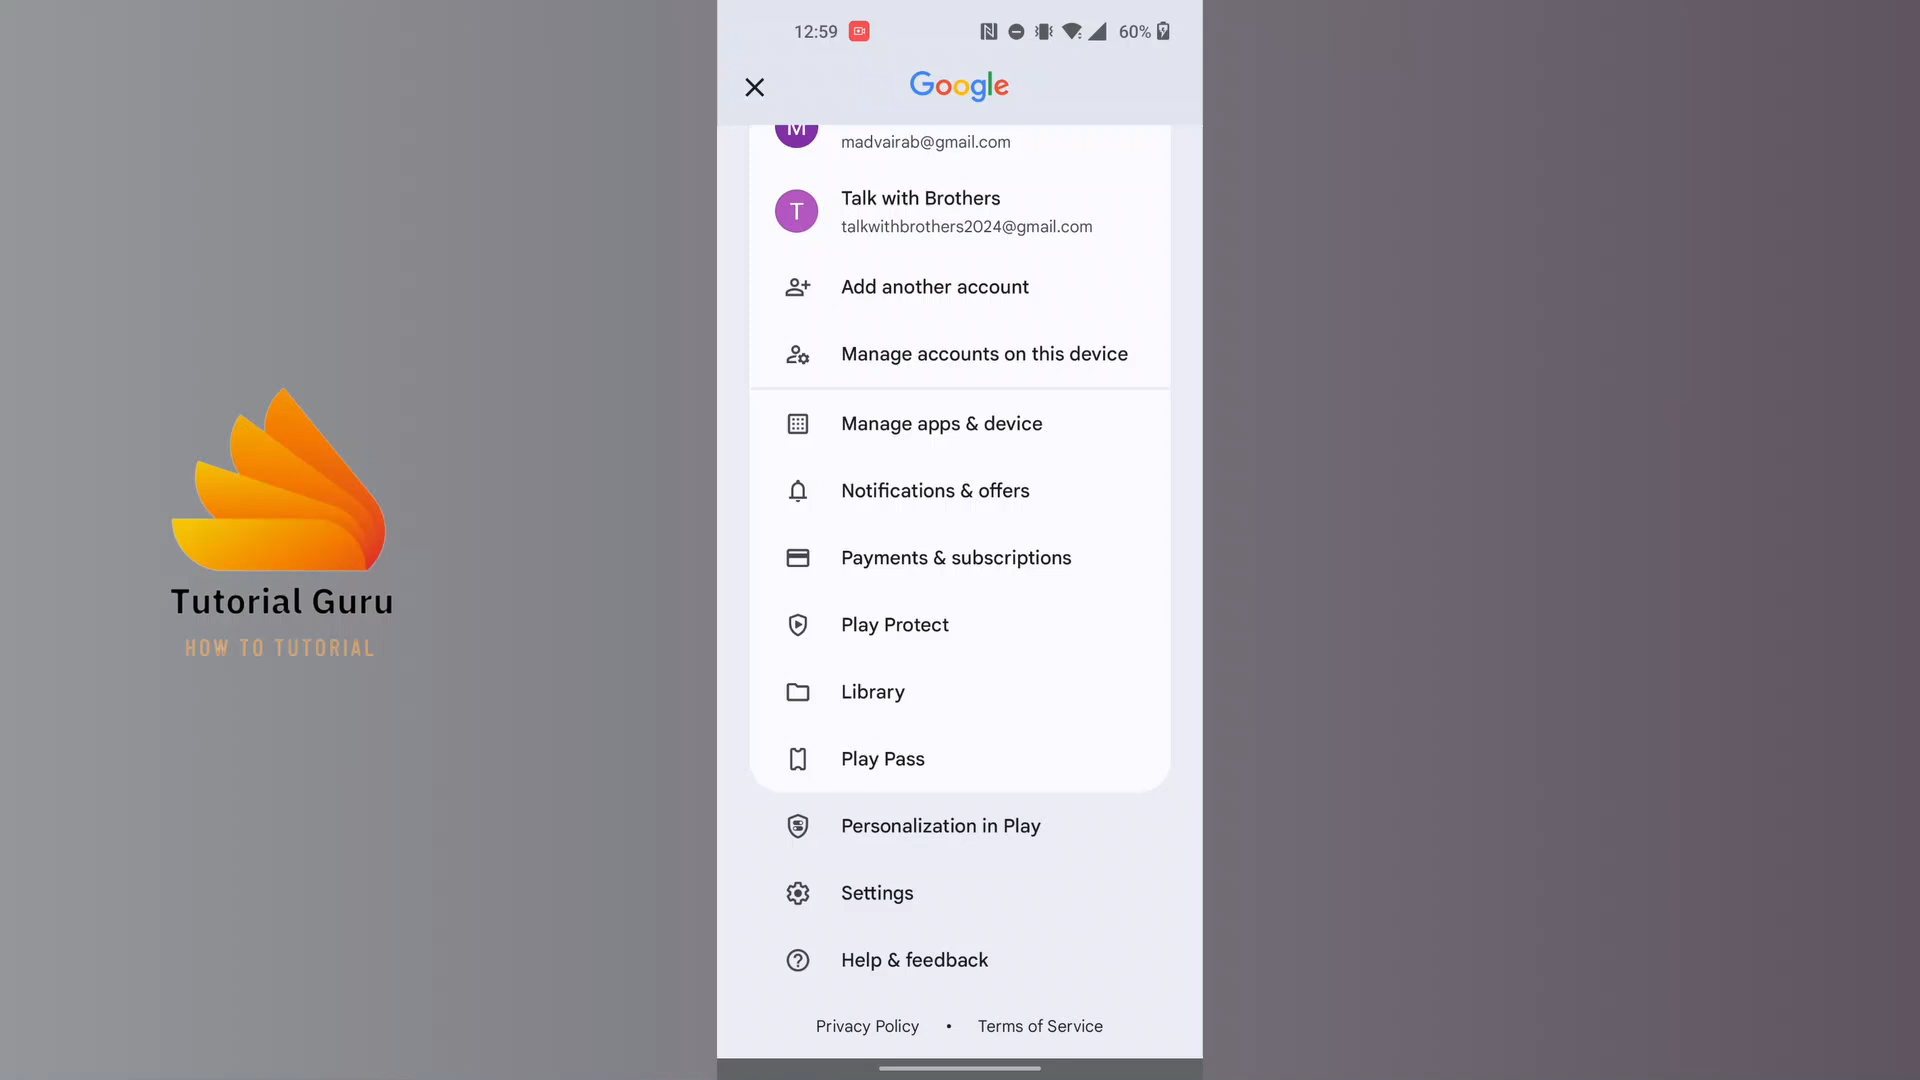 12:59
60%
Google
M
madvairab@gmail.com
T
Talk with Brothers
talkwithbrothers2024@gmail.com
Add another account
Manage accounts on this device
Manage apps & device
Notifications & offers
Payments & subscriptions
Play Protect
Library
Play Pass
Personalization in Play
Settings
Help & feedback
Privacy Policy • Terms of Service
Tutorial Guru
HOW TO TUTORIAL